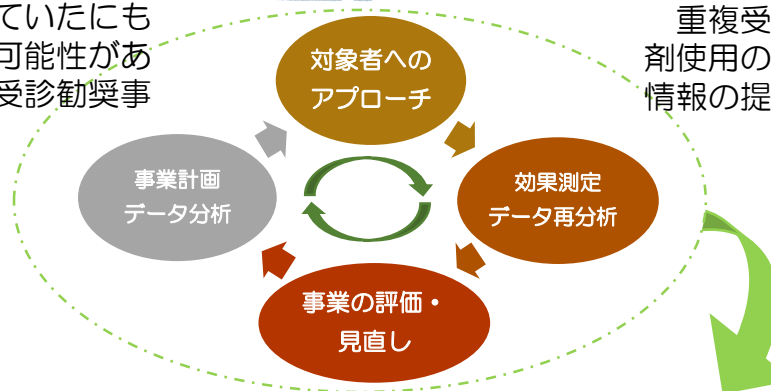 ていたにも
可能性があ
受診勧奨事
重複受
剤使用の
情報の提
対象者への
アプローチ
事業計画
データ分析
効果測定
データ再分析
事業の評価・
見直し